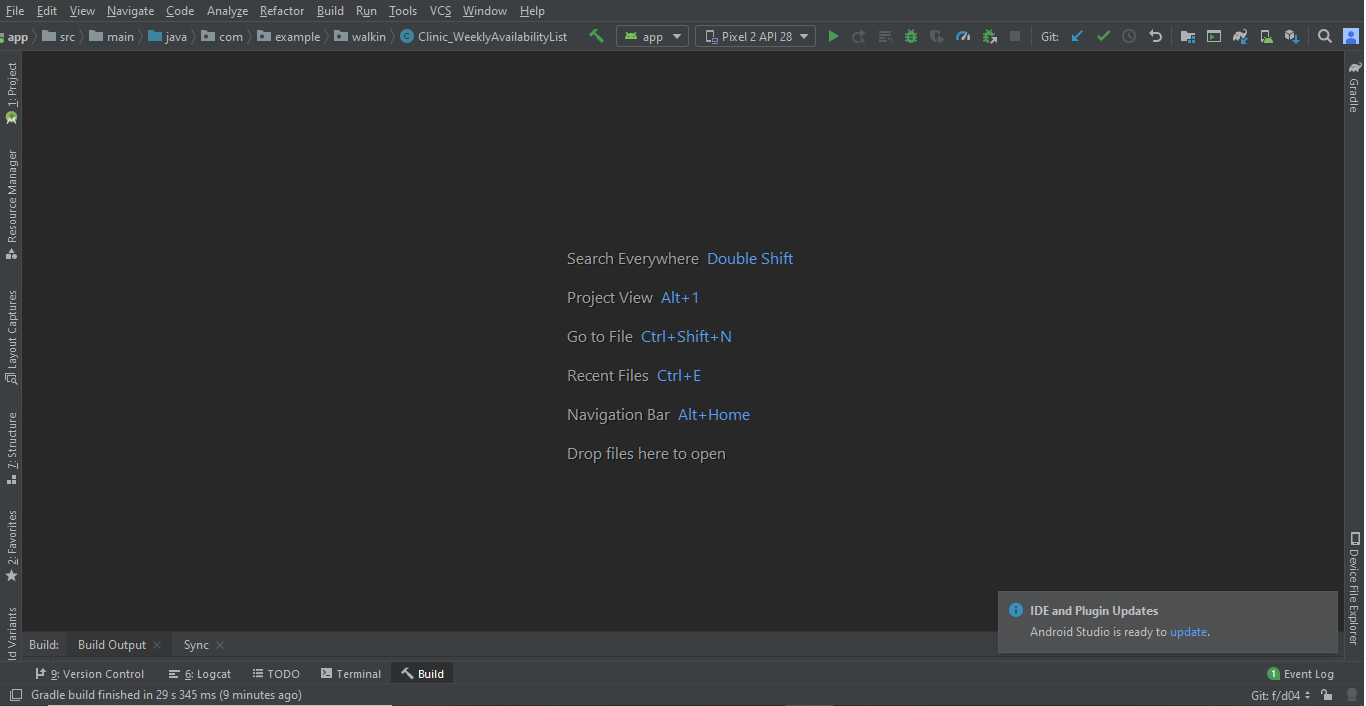 File Edit View Navigate Code Analyze Refactor Build Run Tools VCS Window Help
app src main java com example walkin Clinic_WeeklyAvailabilityList app Pixel 2 API 28 Git:
1: Project
Resource Manager
Layout Captures
7: Structure
2: Favorites
ld Variants
Search Everywhere Double Shift
Project View Alt+1
Go to File Ctrl+Shift+N
Recent Files Ctrl+E
Navigation Bar Alt+Home
Drop files here to open
Gradle
Device File Explorer
IDE and Plugin Updates
Android Studio is ready to update.
Build: Build Output Sync
9: Version Control 6: Logcat TODO Terminal Build 1 Event Log
Gradle build finished in 29 s 345 ms (9 minutes ago) Git: f/d04